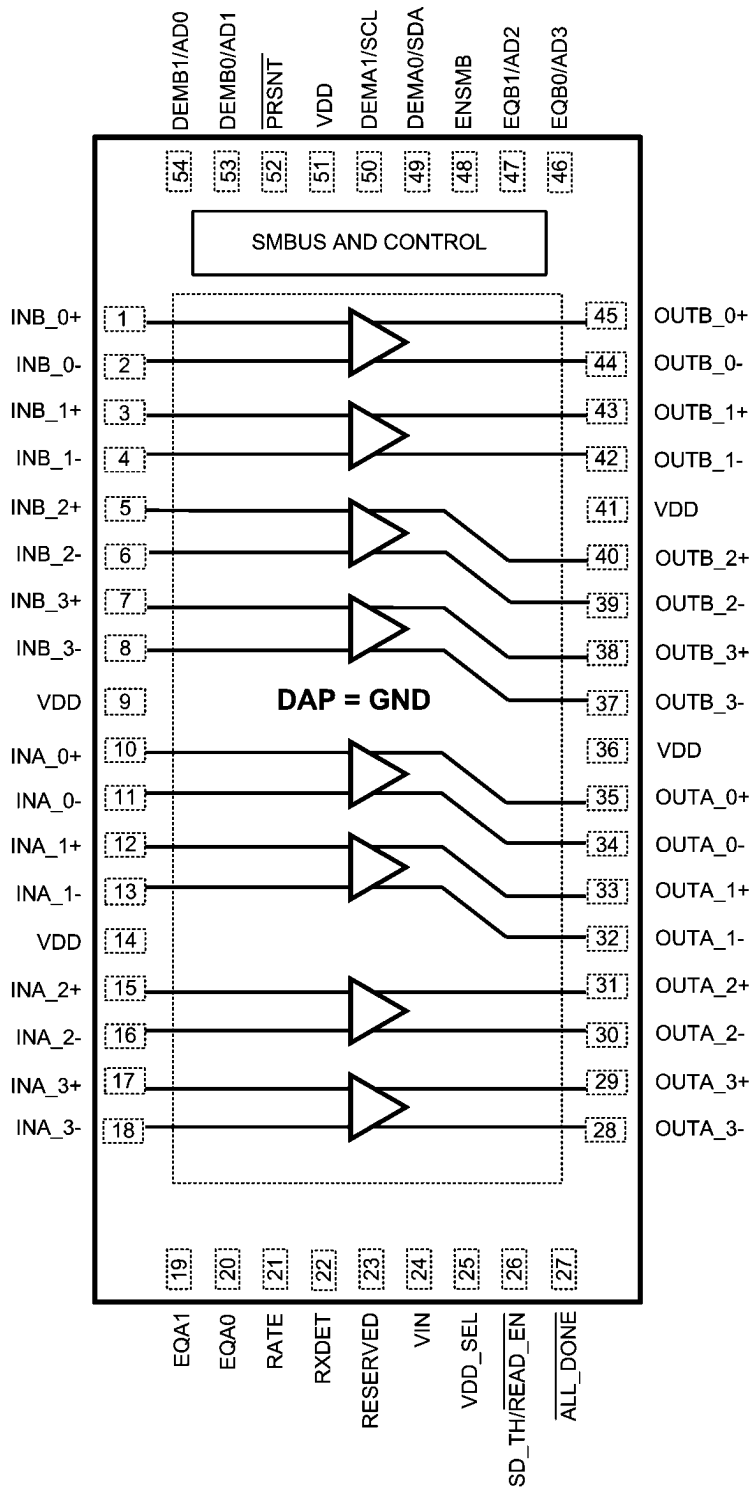 DEMB1/AD0
DEMB0/AD1
PRSNT
VDD
DEMA1/SCL
DEMA0/SDA
ENSMB
EQB1/AD2
EQB0/AD3
54
53
52
51
50
49
48
47
46
SMBUS AND CONTROL
INB_0+ 1 45 OUTB_0+
INB_0- 2 44 OUTB_0-
INB_1+ 3 43 OUTB_1+
INB_1- 4 42 OUTB_1-
INB_2+ 5 41 VDD
INB_2- 6 40 OUTB_2+
INB_3+ 7 39 OUTB_2-
INB_3- 8 38 OUTB_3+
VDD 9 DAP = GND 37 OUTB_3-
INA_0+ 10 36 VDD
INA_0- 11 35 OUTA_0+
INA_1+ 12 34 OUTA_0-
INA_1- 13 33 OUTA_1+
VDD 14 32 OUTA_1-
INA_2+ 15 31 OUTA_2+
INA_2- 16 30 OUTA_2-
INA_3+ 17 29 OUTA_3+
INA_3- 18 28 OUTA_3-
19
20
21
22
23
24
25
26
27
EQA1
EQA0
RATE
RXDET
RESERVED
VIN
VDD_SEL
SD_TH/READ_EN
ALL_DONE